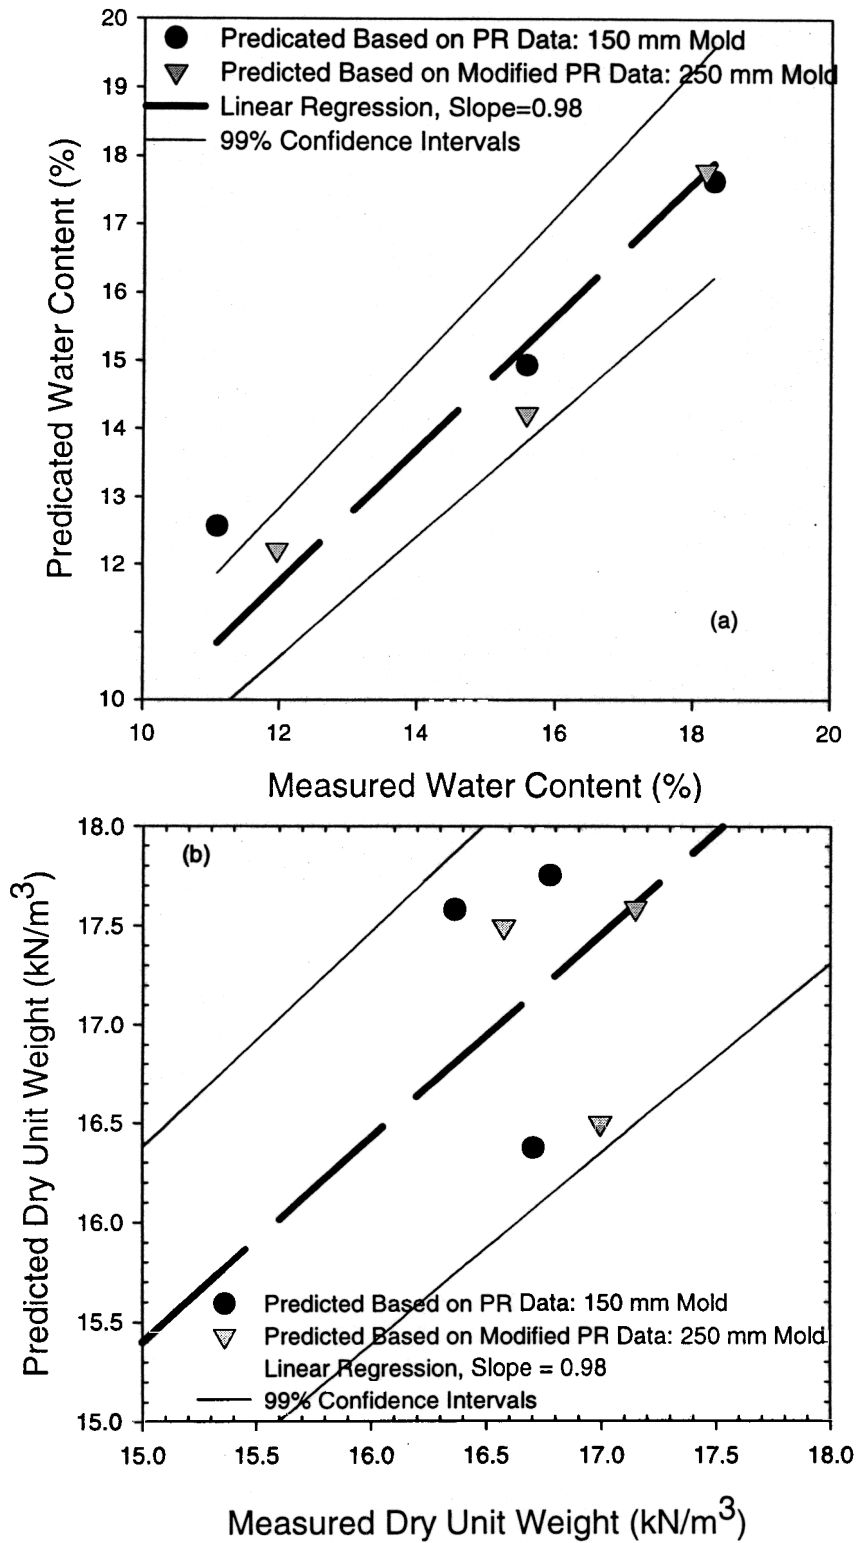 20
19
18
17
16
15
14
13
12
10
Predicated Water Content (%)
Predicated Based on PR Data: 150 mm Mold
Predicted Based on Modified PR Data: 250 mm Mold
Linear Regression, Slope=0.98
99% Confidence Intervals
(a)
10 12 14 16 18 20
Measured Water Content (%)
18.0
17.5
17.0
16.5
16.0
15.5
15.0
Predicted Dry Unit Weight (kN/m³)
(b)
Predicted Based on PR Data: 150 mm Mold
Predicted Based on Modified PR Data: 250 mm Mold
Linear Regression, Slope = 0.98
99% Confidence Intervals
15.0 15.5 16.0 16.5 17.0 17.5 18.0
Measured Dry Unit Weight (kN/m³)